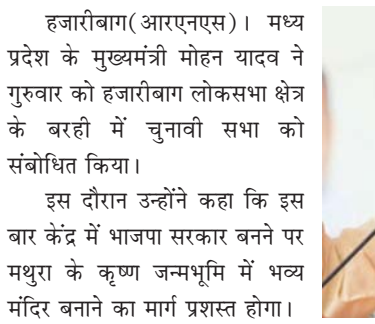 हजारीबाग(आरएनएस)। मध्य
प्रदेश के मुख्यमंत्री मोहन यादव ने
गुरुवार को हजारीबाग लोकसभा क्षेत्र
के बरही में चुनावी सभा को
संबोधित किया।
इस दौरान उन्होंने कहा कि इस
बार केंद्र में भाजपा सरकार बनने पर
मथुरा के कृष्ण जन्मभूमि में भव्य
मंदिर बनाने का मार्ग प्रशस्त होगा।